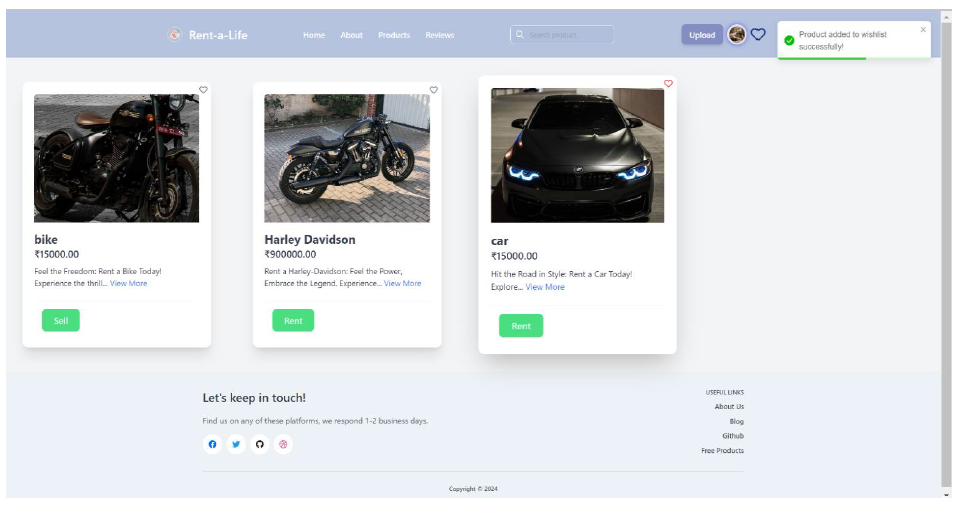 Rent-a-Life
Home About Products Reviews
Search product..
Upload
Product added to wishlist
successfully!
bike
₹15000.00
Feel the Freedom: Rent a Bike Today!
Experience the thrill... View More
Sell
Harley Davidson
₹900000.00
Rent a Harley-Davidson: Feel the Power,
Embrace the Legend. Experience... View More
Rent
car
₹15000.00
Hit the Road in Style: Rent a Car Today!
Explore... View More
Rent
Let's keep in touch!
Find us on any of these platforms, we respond 1-2 business days.
USEFUL LINKS
About Us
Blog
Github
Free Products
Copyright © 2024